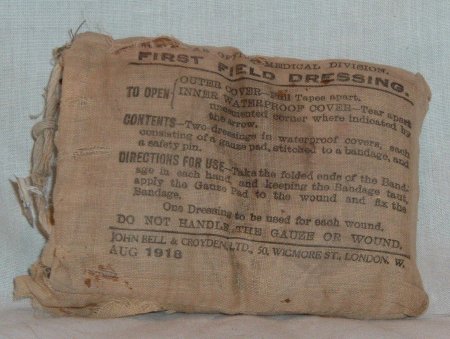 MEDICAL DIVISION.
FIRST FIELD DRESSING.
TO OPEN { OUTER COVER—Pull Tapes apart.
INNER WATERPROOF COVER—Tear apart
uncemented corner where indicated by
the arrow.
CONTENTS—Two dressings in waterproof covers, each
consisting of a gauze pad, stitched to a bandage, and
a safety pin.
DIRECTIONS FOR USE—Take the folded ends of the Band-
age in each hand, and keeping the Bandage taut,
apply the Gauze Pad to the wound and fix the
Bandage.
One Dressing to be used for each wound,
DO NOT HANDLE THE GAUZE OR WOUND,
JOHN BELL & CROYDEN, LTD., 50, WIGMORE ST., LONDON. W.
AUG 1918